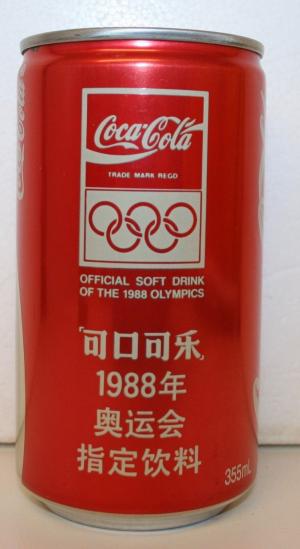 Coca-Cola
TRADE MARK REGD
OFFICIAL SOFT DRINK
OF THE 1988 OLYMPICS
「可口可乐」
1988年
奥运会
指定饮料
355mL